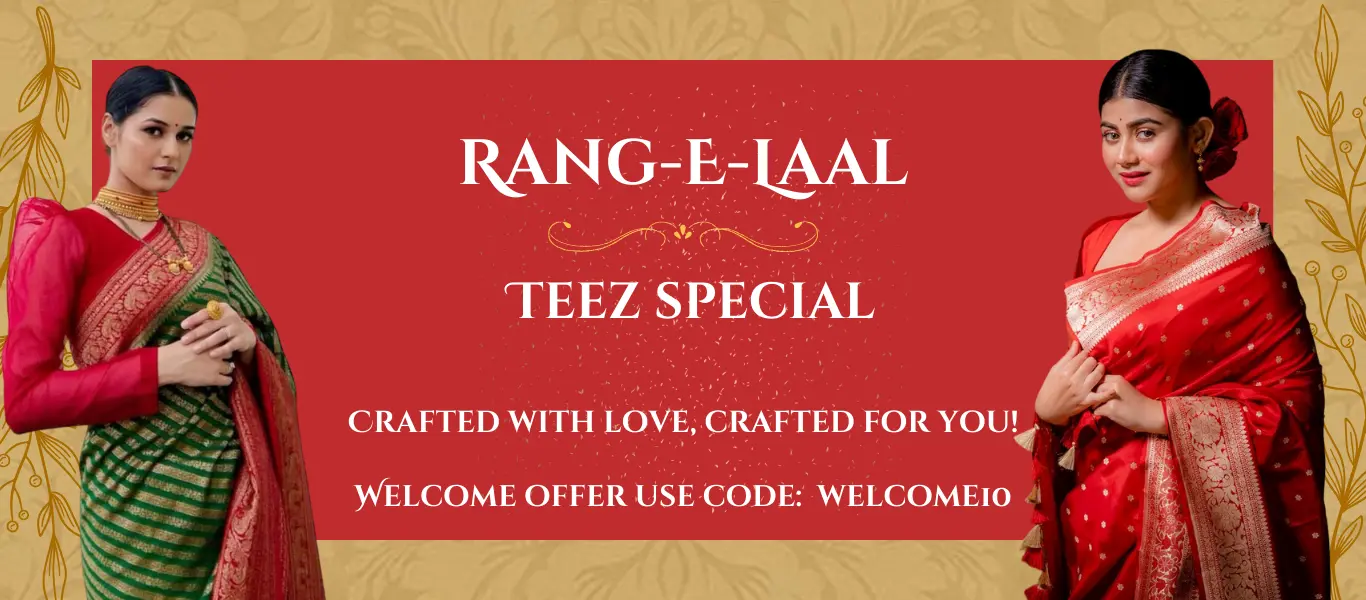 Rang-E-Laal
Teez Special
Crafted with love, crafted for you!
Welcome offer use code: welcome10